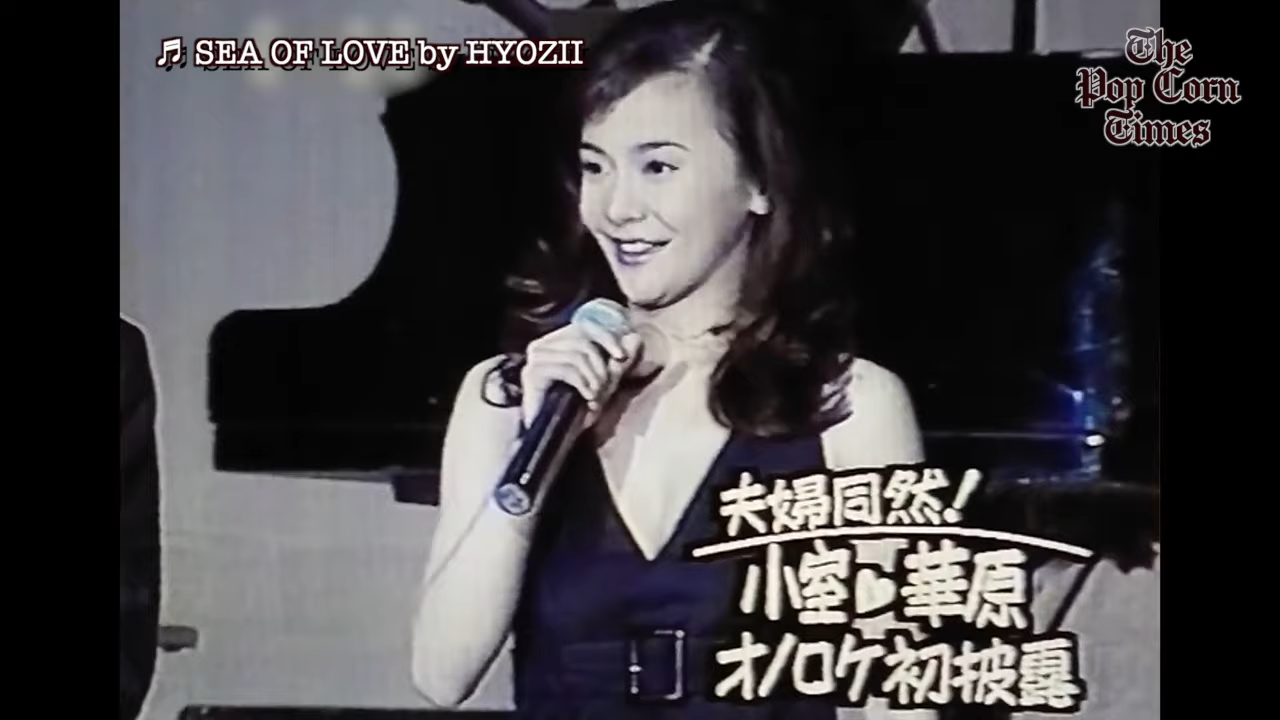 ♬ SEA OF LOVE by HYOZII
The
Pop Corn
Times
夫婦同然!
小室 華原
オノロケ初披露